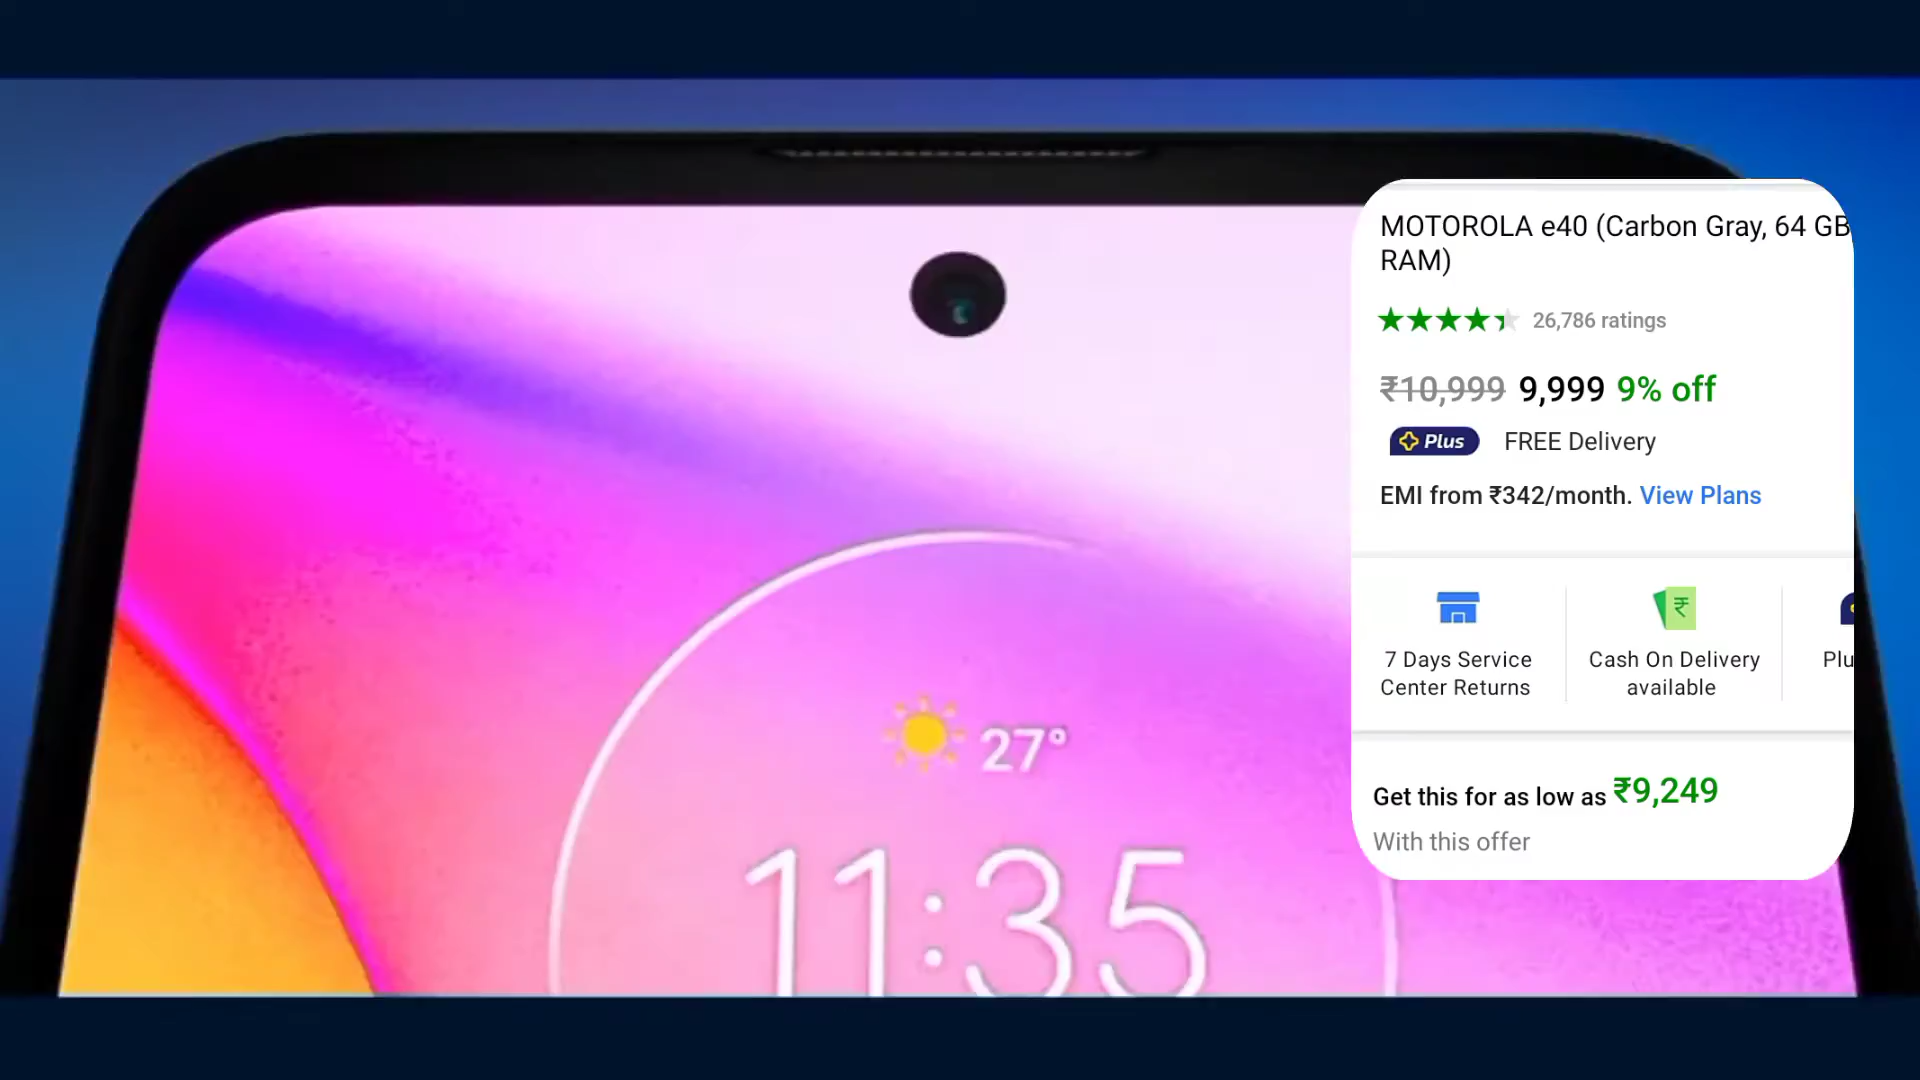 27°
11:35
MOTOROLA e40 (Carbon Gray, 64 GB
RAM)
26,786 ratings
₹10,999 9,999 9% off
Plus FREE Delivery
EMI from ₹342/month. View Plans
7 Days Service
Center Returns
Cash On Delivery
available
Plu
Get this for as low as ₹9,249
With this offer